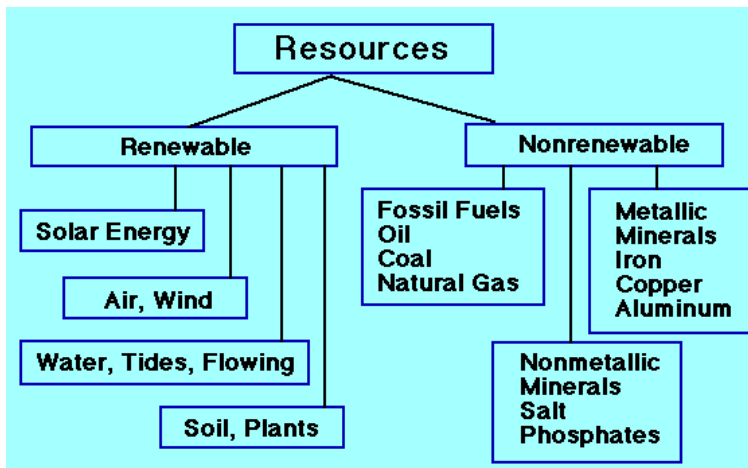 Resources
Renewable
Nonrenewable
Solar Energy
Air, Wind
Water, Tides, Flowing
Soil, Plants
Fossil Fuels
Oil
Coal
Natural Gas
Nonmetallic
Minerals
Salt
Phosphates
Metallic
Minerals
Iron
Copper
Aluminum